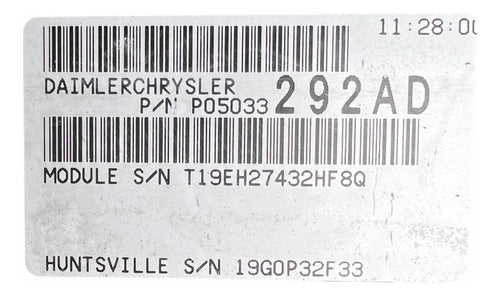 11:28:00
DAIMLERCHRYSLER
P/N P05033 292AD
MODULE S/N T19EH27432HF8Q
HUNTSVILLE S/N 19G0P32F33